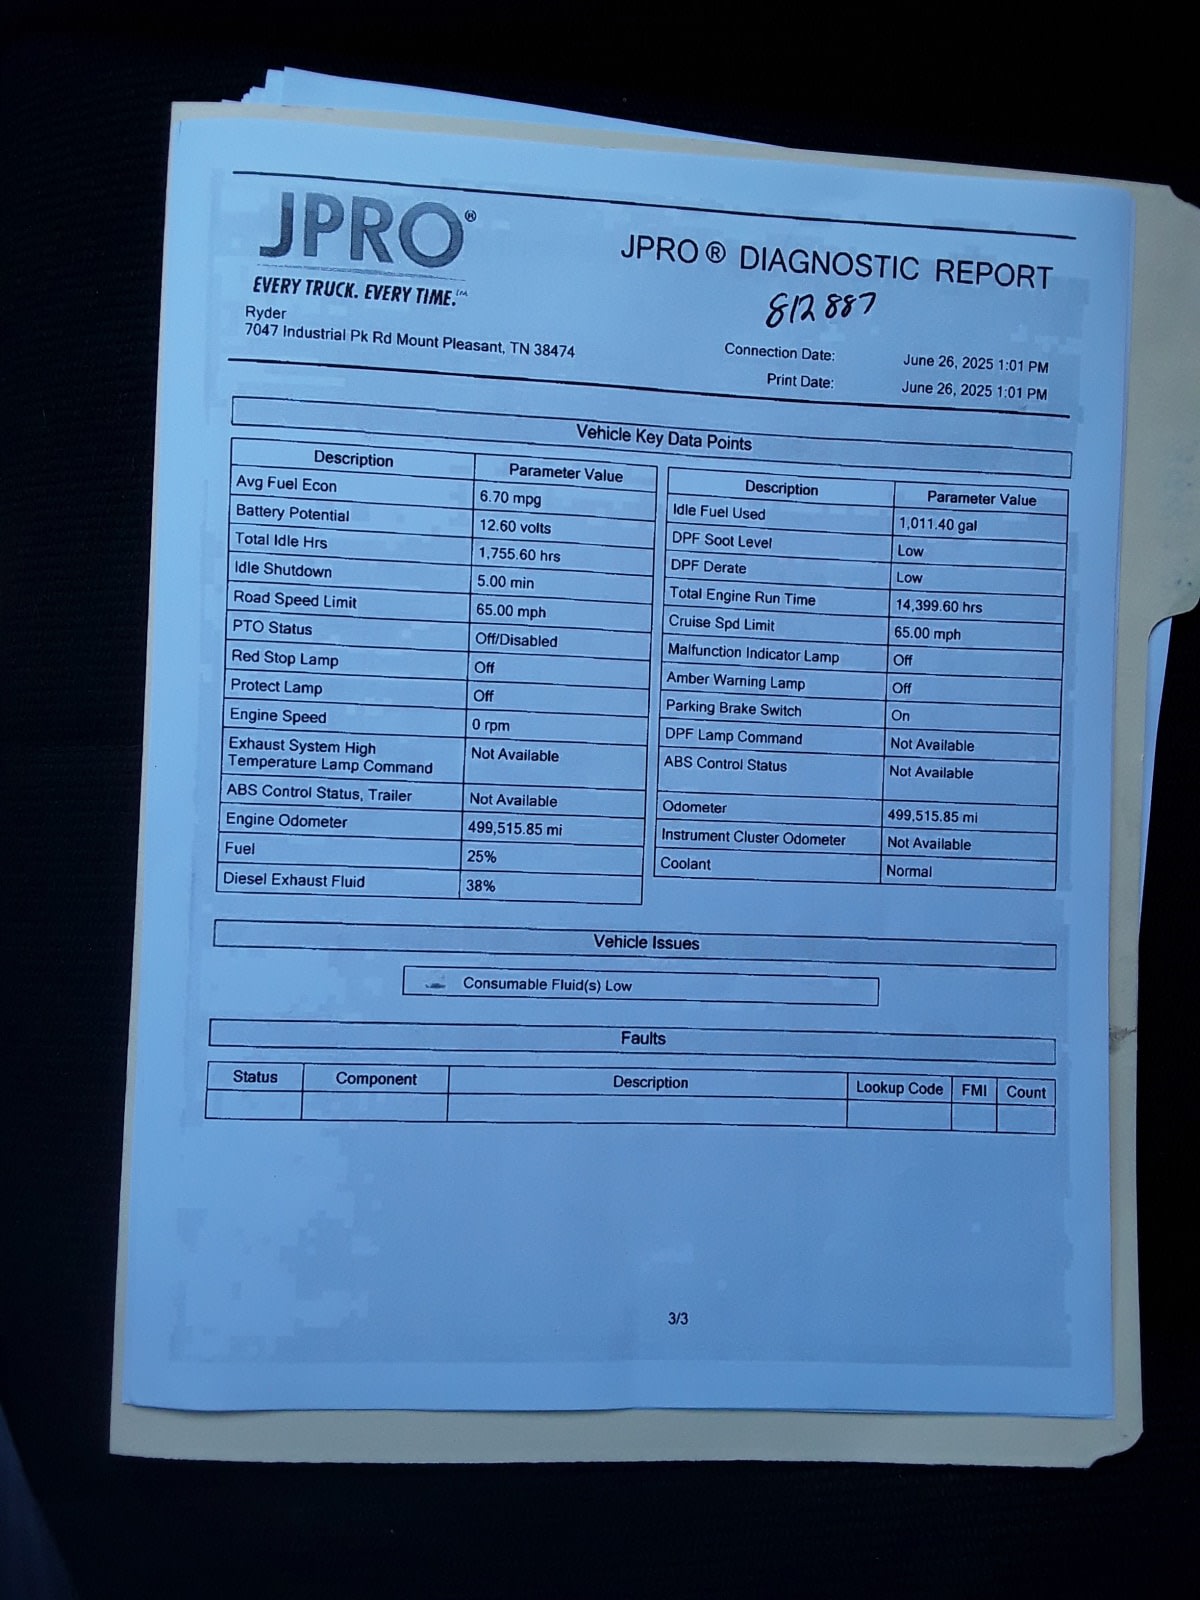 JPRO®
EVERY TRUCK. EVERY TIME.™
Ryder
7047 Industrial Pk Rd Mount Pleasant, TN 38474
JPRO® DIAGNOSTIC REPORT
812 887
Connection Date: June 26, 2025 1:01 PM
Print Date: June 26, 2025 1:01 PM
Vehicle Key Data Points
Description Parameter Value
Avg Fuel Econ 6.70 mpg
Battery Potential 12.60 volts
Total Idle Hrs 1,755.60 hrs
Idle Shutdown 5.00 min
Road Speed Limit 65.00 mph
PTO Status Off/Disabled
Red Stop Lamp Off
Protect Lamp Off
Engine Speed 0 rpm
Exhaust System High Not Available
Temperature Lamp Command
ABS Control Status, Trailer Not Available
Engine Odometer 499,515.85 mi
Fuel 25%
Diesel Exhaust Fluid 38%
Description Parameter Value
Idle Fuel Used 1,011.40 gal
DPF Soot Level Low
DPF Derate Low
Total Engine Run Time 14,399.60 hrs
Cruise Spd Limit 65.00 mph
Malfunction Indicator Lamp Off
Amber Warning Lamp Off
Parking Brake Switch On
DPF Lamp Command Not Available
ABS Control Status Not Available
Odometer 499,515.85 mi
Instrument Cluster Odometer Not Available
Coolant Normal
Vehicle Issues
Consumable Fluid(s) Low
Faults
Status Component Description Lookup Code FMI Count
3/3